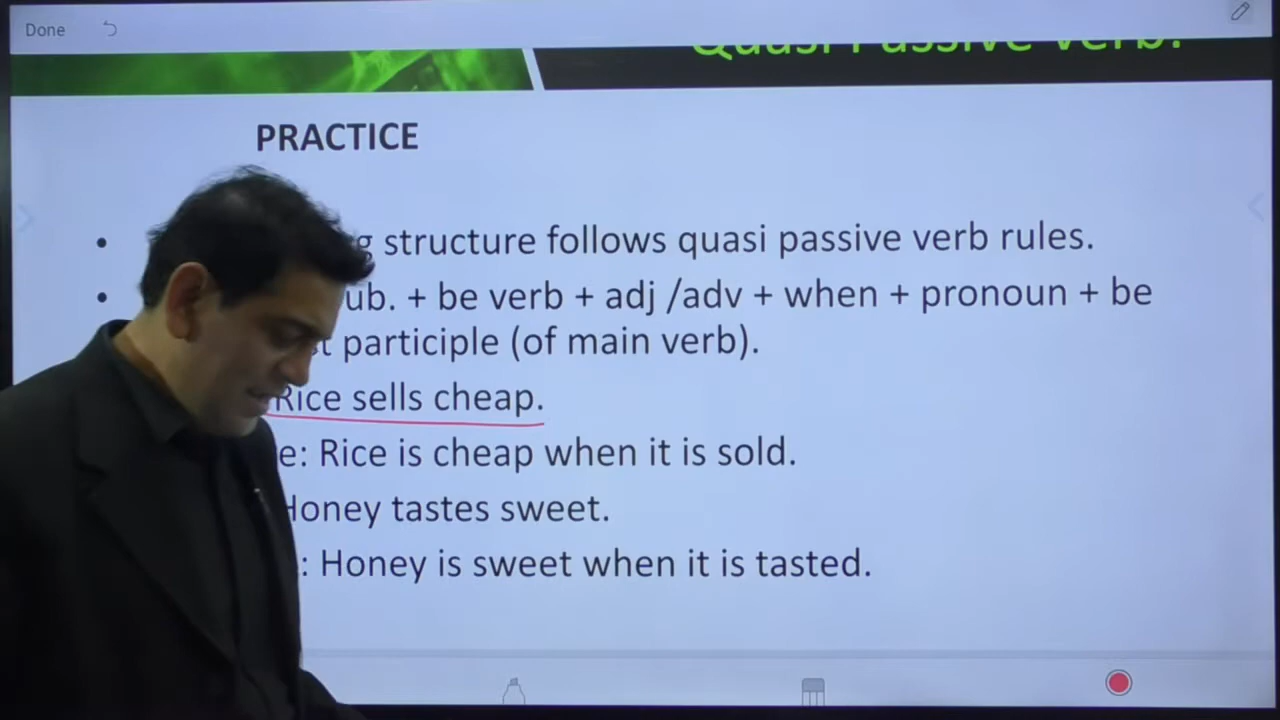 Done
Quasi Passive Verb:
PRACTICE
• structure follows quasi passive verb rules.
• ub. + be verb + adj /adv + when + pronoun + be
participle (of main verb).
Rice sells cheap.
e: Rice is cheap when it is sold.
Honey tastes sweet.
: Honey is sweet when it is tasted.